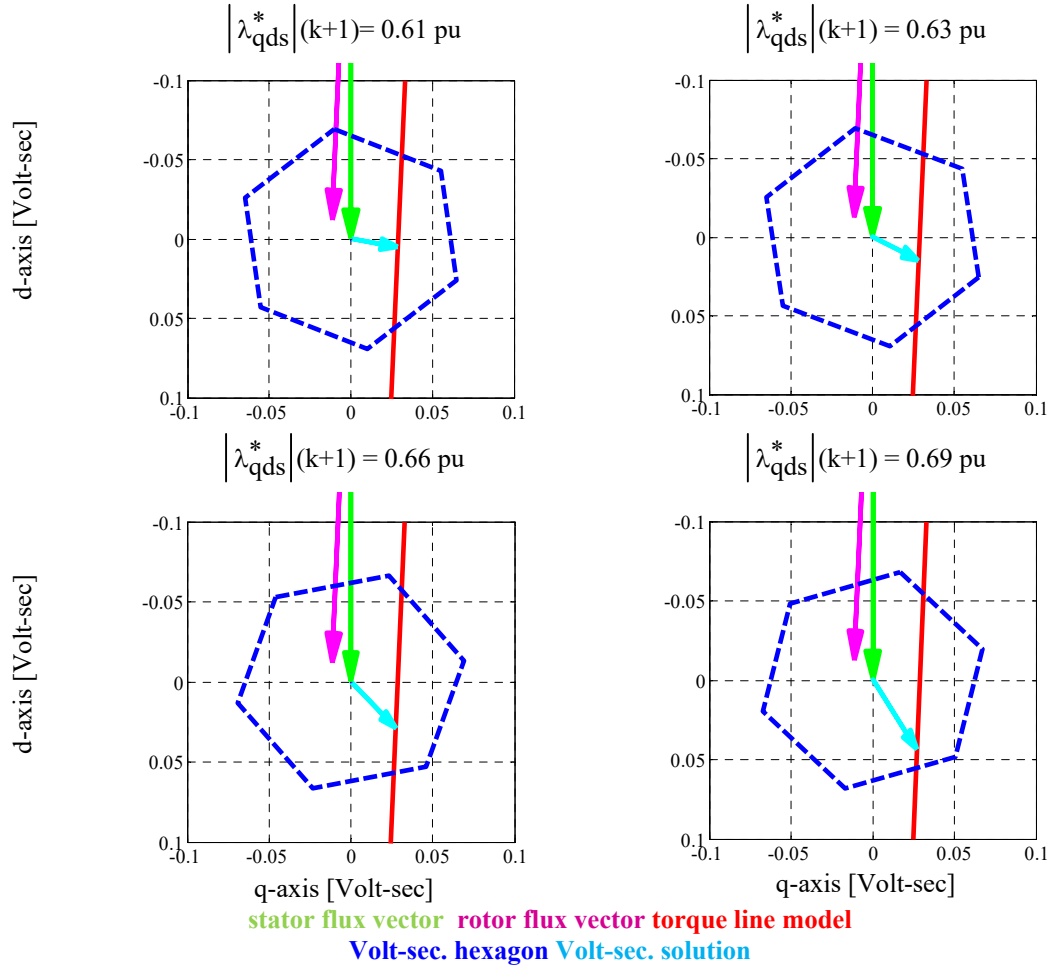 |λ*qds|(k+1)= 0.61 pu
|λ*qds|(k+1) = 0.63 pu
d-axis [Volt-sec]
-0.1
-0.05
0
0.05
0.1
-0.1 -0.05 0 0.05 0.1
-0.1
-0.05
0
0.05
0.1
-0.1 -0.05 0 0.05 0.1
|λ*qds|(k+1) = 0.66 pu
|λ*qds|(k+1) = 0.69 pu
d-axis [Volt-sec]
-0.1
-0.05
0
0.05
0.1
-0.1 -0.05 0 0.05 0.1
q-axis [Volt-sec]
-0.1
-0.05
0
0.05
0.1
-0.1 -0.05 0 0.05 0.1
q-axis [Volt-sec]
stator flux vector rotor flux vector torque line model
Volt-sec. hexagon Volt-sec. solution